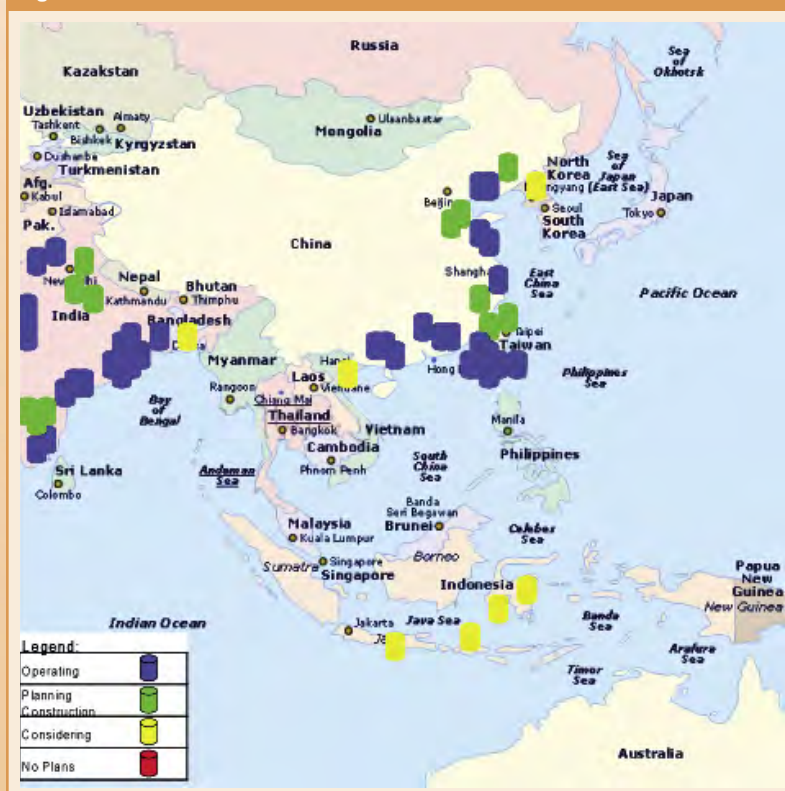 Russia
Sea
of
Okhotsk
Kazakstan
Uzbekistan
Almaty
Tashkent
Bishkek
Kyrgyzstan
Ulaanbaatar
Mongolia
Dushanbe
Turkmenistan
North
Korea
Sea
of
Japan
(East Sea)
Afg.
Kabul
Islamabad
Seoul
South
Korea
Japan
Tokyo
Pak.
China
Nepal
Kathmandu
Bhutan
Thimphu
East
China
Sea
Pacific Ocean
India
Bangladesh
Taipei
Taiwan
Myanmar
Laos
Hong
Philippines
Sea
Rangoon
Chiang Mai
Bay
of
Bengal
Thailand
Bangkok
Vietnam
Manila
Cambodia
Phnom Penh
South
China
Sea
Philippines
Sri Lanka
Colombo
Andaman
Sea
Banda
Seri Begawan
Brunei
Celebes
Sea
Malaysia
Kuala Lumpur
Borneo
Sumatra
Singapore
Singapore
Indonesia
Papua
New
Guinea
New Guinea
Indian Ocean
Jakarta
Java Sea
Banda
Sea
Arafura
Sea
Timor
Sea
Australia
Legend:
Operating
Planning
Construction
Considering
No Plans